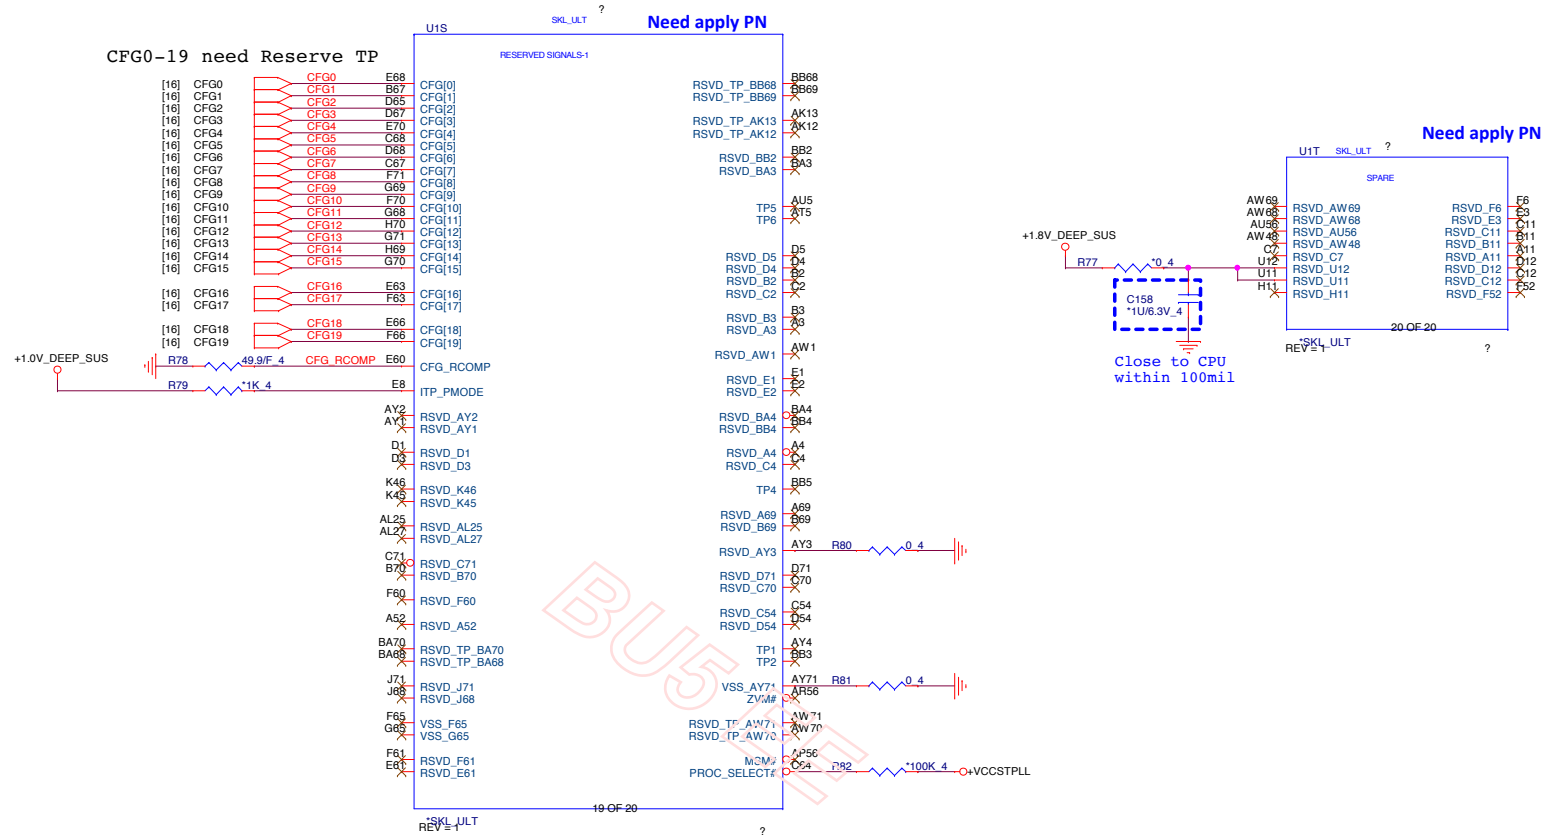 ?
SKL_ULT
Need apply PN
U1S
RESERVED SIGNALS-1
CFG0-19 need Reserve TP
[16] CFG0 CFG0 E68 CFG[0]
[16] CFG1 CFG1 B67 CFG[1]
[16] CFG2 CFG2 D65 CFG[2]
[16] CFG3 CFG3 D67 CFG[3]
[16] CFG4 CFG4 E70 CFG[4]
[16] CFG5 CFG5 C68 CFG[5]
[16] CFG6 CFG6 D68 CFG[6]
[16] CFG7 CFG7 C67 CFG[7]
[16] CFG8 CFG8 F71 CFG[8]
[16] CFG9 CFG9 G69 CFG[9]
[16] CFG10 CFG10 F70 CFG[10]
[16] CFG11 CFG11 G68 CFG[11]
[16] CFG12 CFG12 H70 CFG[12]
[16] CFG13 CFG13 G71 CFG[13]
[16] CFG14 CFG14 H69 CFG[14]
[16] CFG15 CFG15 G70 CFG[15]
[16] CFG16 CFG16 E63 CFG[16]
[16] CFG17 CFG17 F63 CFG[17]
[16] CFG18 CFG18 E66 CFG[18]
[16] CFG19 CFG19 F66 CFG[19]
+1.0V_DEEP_SUS
R78 49.9/F_4 CFG_RCOMP E60 CFG_RCOMP
R79 *1K_4 E8 ITP_PMODE
AY2 RSVD_AY2
AY1 RSVD_AY1
D1 RSVD_D1
D3 RSVD_D3
K46 RSVD_K46
K45 RSVD_K45
AL25 RSVD_AL25
AL27 RSVD_AL27
C71 RSVD_C71
B70 RSVD_B70
F60 RSVD_F60
A52 RSVD_A52
BA70 RSVD_TP_BA70
BA68 RSVD_TP_BA68
J71 RSVD_J71
J68 RSVD_J68
F65 VSS_F65
G65 VSS_G65
F61 RSVD_F61
E61 RSVD_E61
RSVD_TP_BB68 BB68
RSVD_TP_BB69 BB69
RSVD_TP_AK13 AK13
RSVD_TP_AK12 AK12
RSVD_BB2 BB2
RSVD_BA3 BA3
TP5 AU5
TP6 AT5
RSVD_D5 D5
RSVD_D4 D4
RSVD_B2 B2
RSVD_C2 C2
RSVD_B3 B3
RSVD_A3 A3
RSVD_AW1 AW1
RSVD_E1 E1
RSVD_E2 E2
RSVD_BA4 BA4
RSVD_BB4 BB4
RSVD_A4 A4
RSVD_C4 C4
TP4 BB5
RSVD_A69 A69
RSVD_B69 B69
RSVD_AY3 AY3 R80 0_4
RSVD_D71 D71
RSVD_C70 C70
RSVD_C54 C54
RSVD_D54 D54
TP1 AY4
TP2 BB3
VSS_AY71 AY71 R81 0_4
ZVM# AR56
RSVD_TP_AW71 AW71
RSVD_TP_AW70 AW70
MSM# AP56
PROC_SELECT# C64 R82 *100K_4 +VCCSTPLL
19 OF 20
*SKL_ULT
REV = 1
?
BU5 EE
Need apply PN
U1T SKL_ULT ?
SPARE
AW69 RSVD_AW69 RSVD_F6 F6
AW68 RSVD_AW68 RSVD_E3 E3
AU56 RSVD_AU56 RSVD_C11 C11
AW48 RSVD_AW48 RSVD_B11 B11
C7 RSVD_C7 RSVD_A11 A11
U12 RSVD_U12 RSVD_D12 D12
U11 RSVD_U11 RSVD_C12 C12
H11 RSVD_H11 RSVD_F52 F52
+1.8V_DEEP_SUS
R77 *0_4
C158
*1U/6.3V_4
20 OF 20
*SKL_ULT
REV = 1
?
Close to CPU
within 100mil